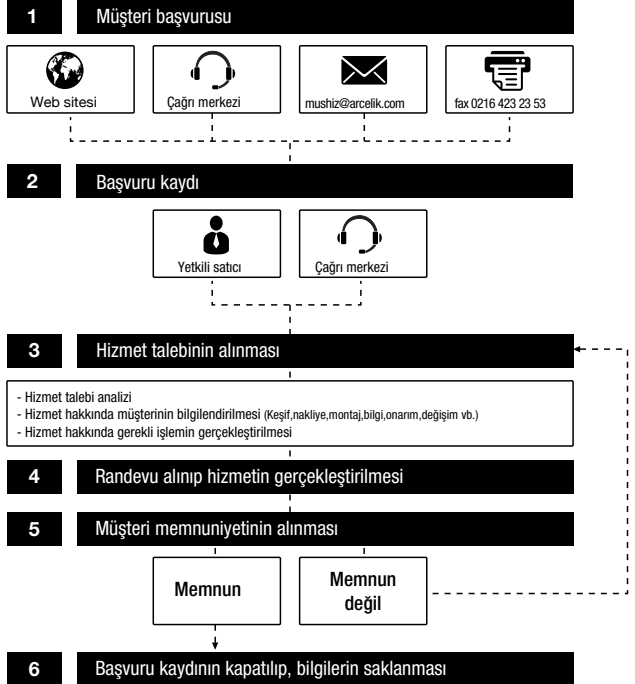 1 Müşteri başvurusu
Web sitesi
Çağrı merkezi
mushiz@arcelik.com
fax 0216 423 23 53
2 Başvuru kaydı
Yetkili satıcı
Çağrı merkezi
3 Hizmet talebinin alınması
- Hizmet talebi analizi
- Hizmet hakkında müşterinin bilgilendirilmesi (Keşif,nakliye,montaj,bilgi,onarım,değişim vb.)
- Hizmet hakkında gerekli işlemin gerçekleştirilmesi
4 Randevu alınıp hizmetin gerçekleştirilmesi
5 Müşteri memnuniyetinin alınması
Memnun
Memnun
değil
6 Başvuru kaydının kapatılıp, bilgilerin saklanması